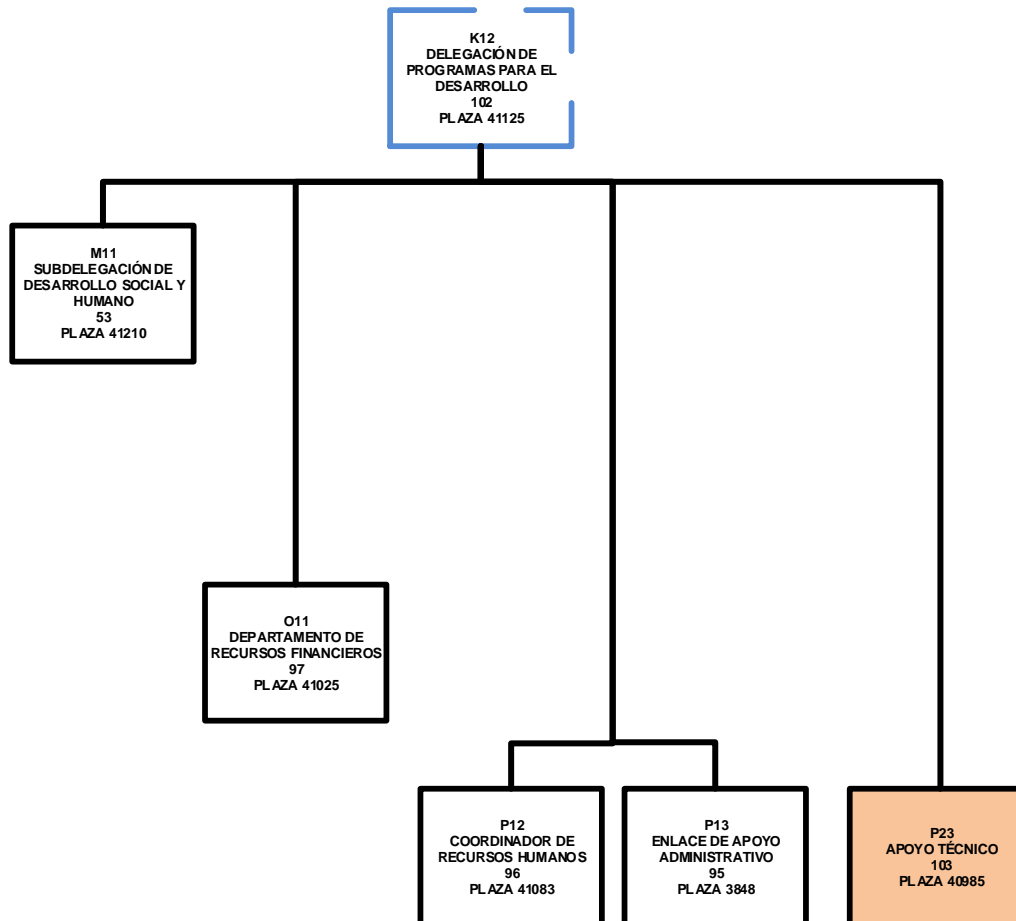 K12
DELEGACIÓN DE
PROGRAMAS PARA EL
DESARROLLO
102
PLAZA 41125
M11
SUBDELEGACIÓN DE
DESARROLLO SOCIAL Y
HUMANO
53
PLAZA 41210
O11
DEPARTAMENTO DE
RECURSOS FINANCIEROS
97
PLAZA 41025
P12
COORDINADOR DE
RECURSOS HUMANOS
96
PLAZA 41083
P13
ENLACE DE APOYO
ADMINISTRATIVO
95
PLAZA 3848
P23
APOYO TÉCNICO
103
PLAZA 40985